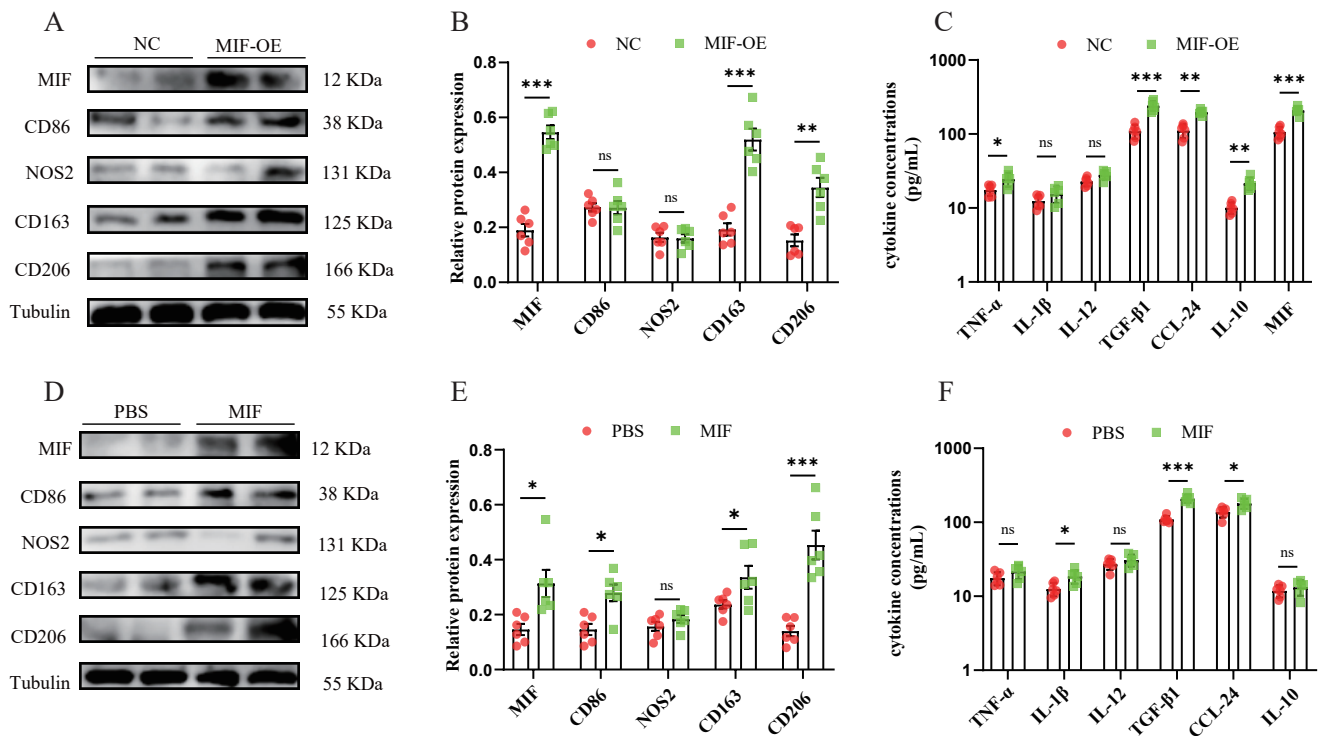 A
NC MIF-OE
MIF 12 KDa
CD86 38 KDa
NOS2 131 KDa
CD163 125 KDa
CD206 166 KDa
Tubulin 55 KDa
B
NC MIF-OE
Relative protein expression
0.8
0.6
0.4
0.2
0.0
*** ns ns *** **
MIF CD86 NOS2 CD163 CD206
C
NC MIF-OE
cytokine concentrations
(pg/mL)
1000
100
10
1
* ns ns *** ** ** ***
TNF-α IL-1β IL-12 TGF-β1 CCL-24 IL-10 MIF
D
PBS MIF
MIF 12 KDa
CD86 38 KDa
NOS2 131 KDa
CD163 125 KDa
CD206 166 KDa
Tubulin 55 KDa
E
PBS MIF
Relative protein expression
0.8
0.6
0.4
0.2
0.0
* * ns * ***
MIF CD86 NOS2 CD163 CD206
F
PBS MIF
cytokine concentrations
(pg/mL)
1000
100
10
1
ns * ns *** * ns
TNF-α IL-1β IL-12 TGF-β1 CCL-24 IL-10